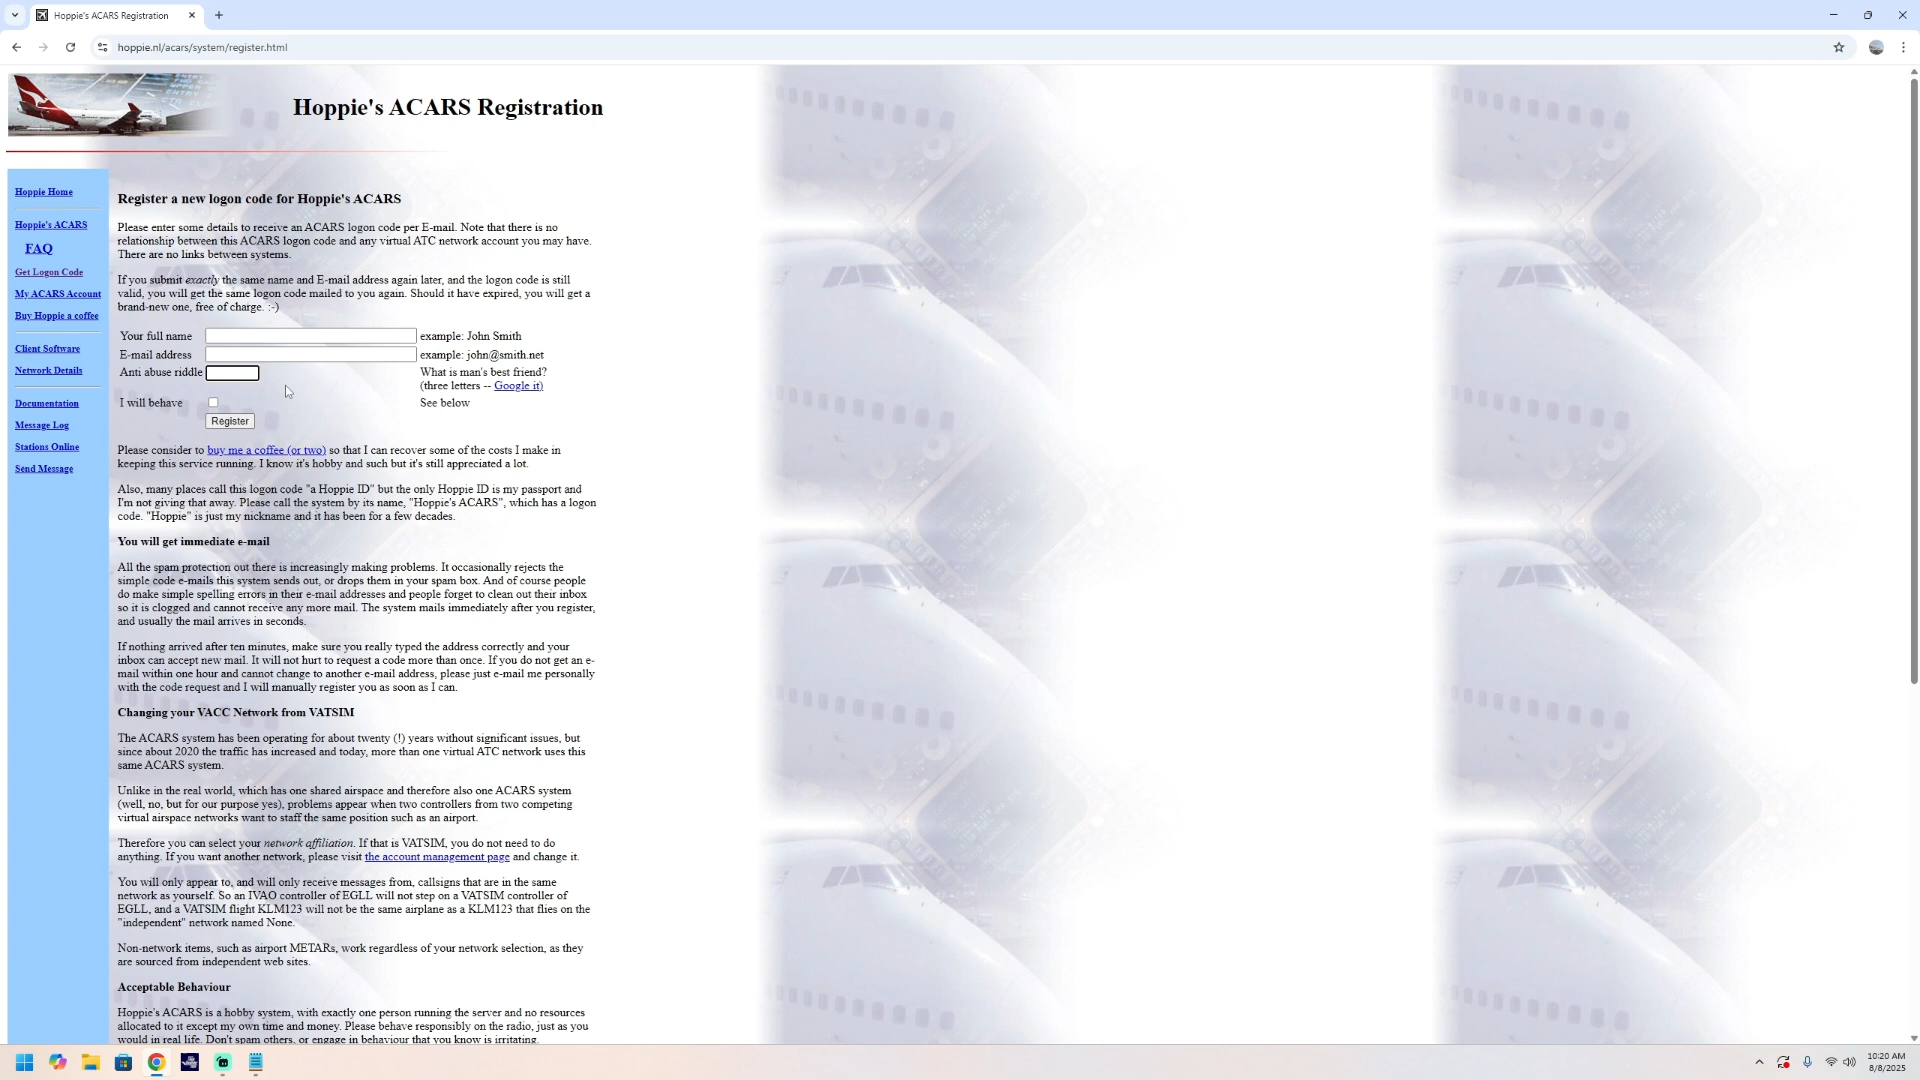 Hoppie's ACARS Registration
hoppie.nl/acars/system/register.html
Hoppie's ACARS Registration
Hoppie Home
Hoppie's ACARS
FAQ
Get Logon Code
My ACARS Account
Buy Hoppie a coffee
Client Software
Network Details
Documentation
Message Log
Stations Online
Send Message
Register a new logon code for Hoppie's ACARS
Please enter some details to receive an ACARS logon code per E-mail. Note that there is no
relationship between this ACARS logon code and any virtual ATC network account you may have.
There are no links between systems.
If you submit exactly the same name and E-mail address again later, and the logon code is still
valid, you will get the same logon code mailed to you again. Should it have expired, you will get a
brand-new one, free of charge. :-)
Your full name example: John Smith
E-mail address example: john@smith.net
Anti abuse riddle What is man's best friend?
(three letters -- Google it)
I will behave See below
Register
Please consider to buy me a coffee (or two) so that I can recover some of the costs I make in
keeping this service running. I know it's hobby and such but it's still appreciated a lot.
Also, many places call this logon code "a Hoppie ID" but the only Hoppie ID is my passport and
I'm not giving that away. Please call the system by its name, "Hoppie's ACARS", which has a logon
code. "Hoppie" is just my nickname and it has been for a few decades.
You will get immediate e-mail
All the spam protection out there is increasingly making problems. It occasionally rejects the
simple code e-mails this system sends out, or drops them in your spam box. And of course people
do make simple spelling errors in their e-mail addresses and people forget to clean out their inbox
so it is clogged and cannot receive any more mail. The system mails immediately after you register,
and usually the mail arrives in seconds.
If nothing arrived after ten minutes, make sure you really typed the address correctly and your
inbox can accept new mail. It will not hurt to request a code more than once. If you do not get an e-
mail within one hour and cannot change to another e-mail address, please just e-mail me personally
with the code request and I will manually register you as soon as I can.
Changing your VACC Network from VATSIM
The ACARS system has been operating for about twenty (!) years without significant issues, but
since about 2020 the traffic has increased and today, more than one virtual ATC network uses this
same ACARS system.
Unlike in the real world, which has one shared airspace and therefore also one ACARS system
(well, no, but for our purpose yes), problems appear when two controllers from two competing
virtual airspace networks want to staff the same position such as an airport.
Therefore you can select your network affiliation. If that is VATSIM, you do not need to do
anything. If you want another network, please visit the account management page and change it.
You will only appear to, and will only receive messages from, callsigns that are in the same
network as yourself. So an IVAO controller of EGLL will not step on a VATSIM controller of
EGLL, and a VATSIM flight KLM123 will not be the same airplane as a KLM123 that flies on the
"independent" network named None.
Non-network items, such as airport METARs, work regardless of your network selection, as they
are sourced from independent web sites.
Acceptable Behaviour
Hoppie's ACARS is a hobby system, with exactly one person running the server and no resources
allocated to it except my own time and money. Please behave responsibly on the radio, just as you
would in real life. Don't spam others, or engage in behaviour that you know is irritating.
10:20 AM
8/8/2025